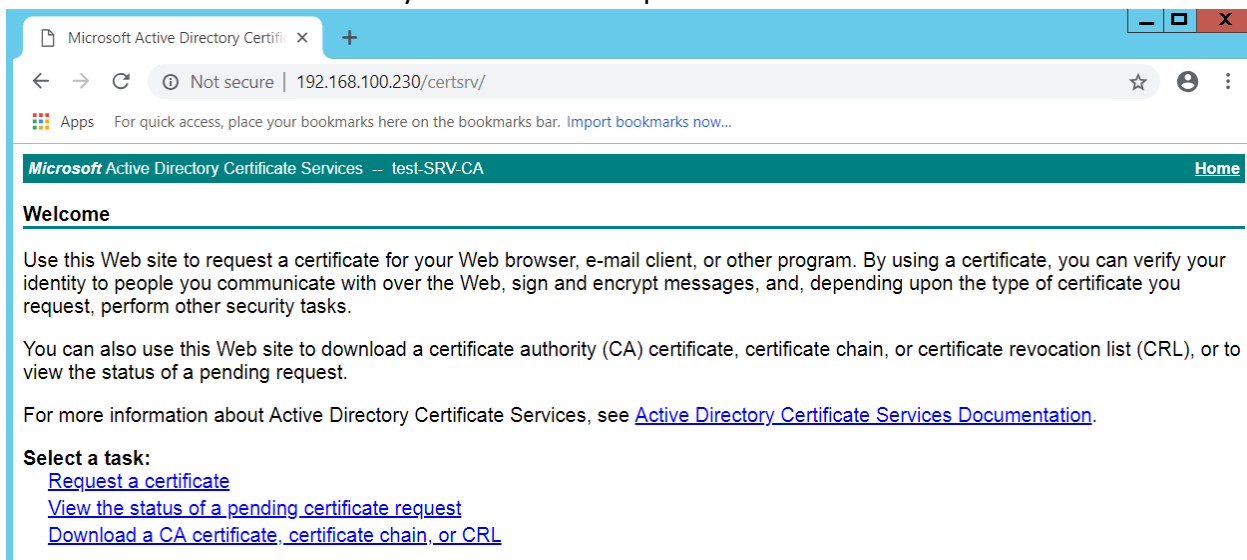 Microsoft Active Directory Certifi
Not secure | 192.168.100.230/certsrv/
Apps For quick access, place your bookmarks here on the bookmarks bar. Import bookmarks now...
Microsoft Active Directory Certificate Services -- test-SRV-CA Home
Welcome
Use this Web site to request a certificate for your Web browser, e-mail client, or other program. By using a certificate, you can verify your
identity to people you communicate with over the Web, sign and encrypt messages, and, depending upon the type of certificate you
request, perform other security tasks.
You can also use this Web site to download a certificate authority (CA) certificate, certificate chain, or certificate revocation list (CRL), or to
view the status of a pending request.
For more information about Active Directory Certificate Services, see Active Directory Certificate Services Documentation.
Select a task:
Request a certificate
View the status of a pending certificate request
Download a CA certificate, certificate chain, or CRL